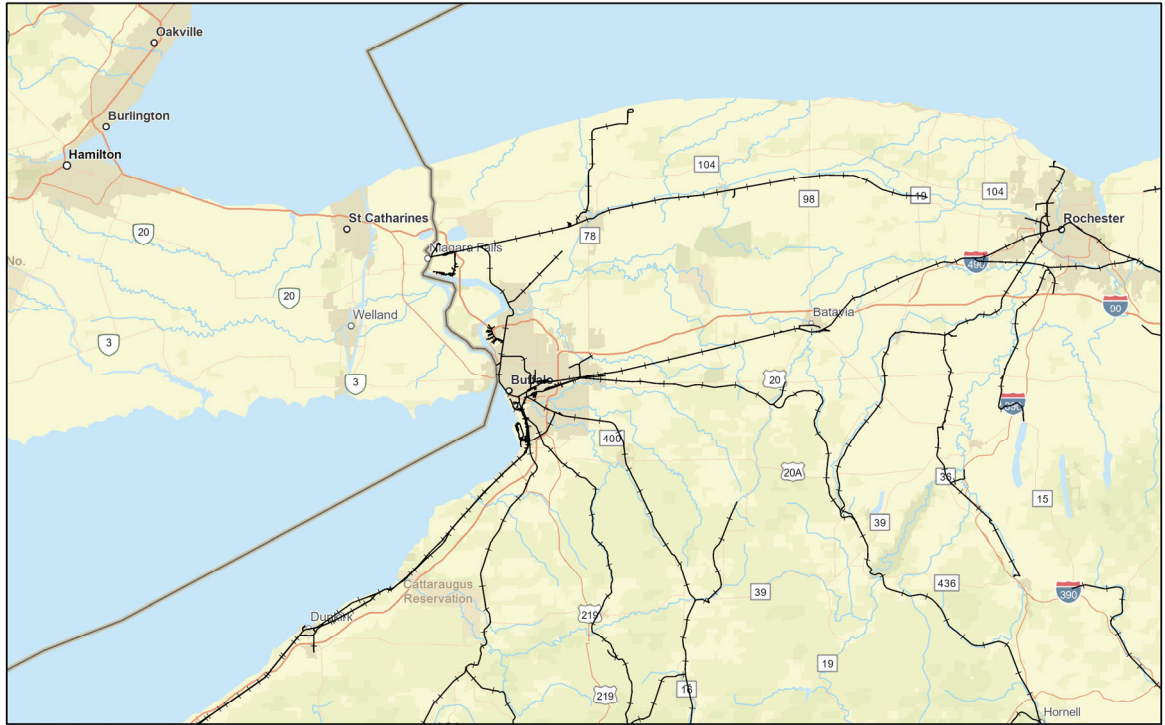 Oakville
Burlington
Hamilton
104
98
19
104
St Catharines
Rochester
20
78
Niagara Falls
No.
490
20
Welland
Batavia
3
3
Buffalo
20
400
20A
36
15
39
Cattaraugus
Reservation
39
436
390
Dunkirk
219
19
219
16
Hornell